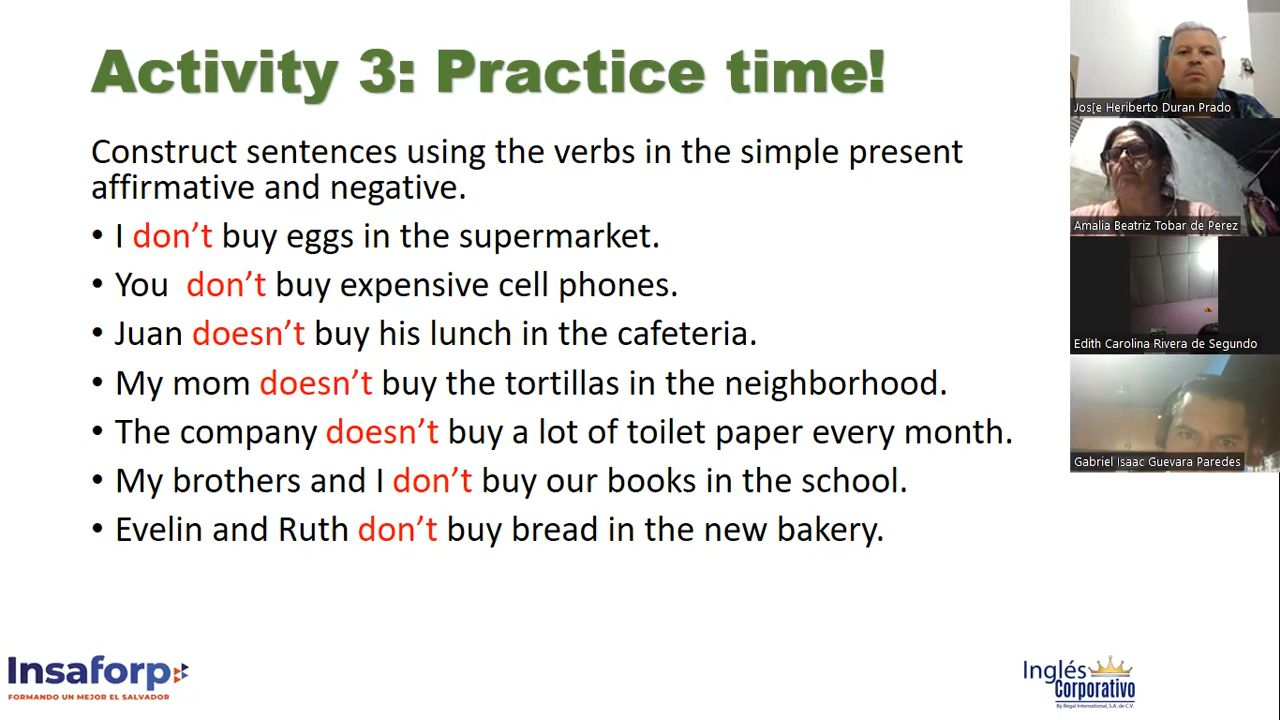 Activity 3: Practice time!
Construct sentences using the verbs in the simple present
affirmative and negative.
• I don’t buy eggs in the supermarket.
• You  don’t buy expensive cell phones.
• Juan doesn’t buy his lunch in the cafeteria.
• My mom doesn’t buy the tortillas in the neighborhood.
• The company doesn’t buy a lot of toilet paper every month.
• My brothers and I don’t buy our books in the school.
• Evelin and Ruth don’t buy bread in the new bakery.
Insaforp
FORMANDO UN MEJOR EL SALVADOR
Inglés
Corporativo
By Regal International, S.A. de C.V.
Jos[e Heriberto Duran Prado
Amalia Beatriz Tobar de Perez
Edith Carolina Rivera de Segundo
Gabriel Isaac Guevara Paredes